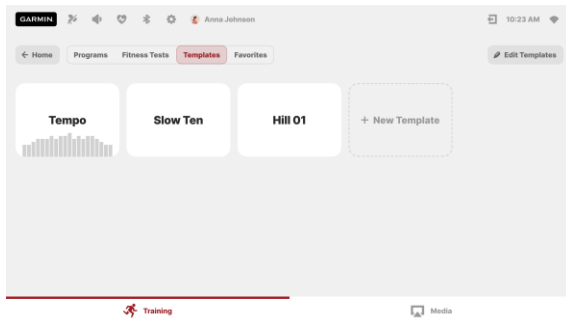 GARMIN Anna Johnson 10:23 AM
← Home Programs Fitness Tests Templates Favorites Edit Templates
Tempo Slow Ten Hill 01 + New Template
Training Media